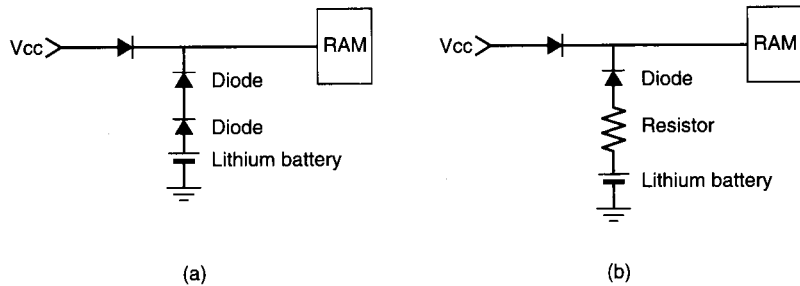 Vcc
RAM
Diode
Diode
Lithium battery
(a)
Vcc
RAM
Diode
Resistor
Lithium battery
(b)